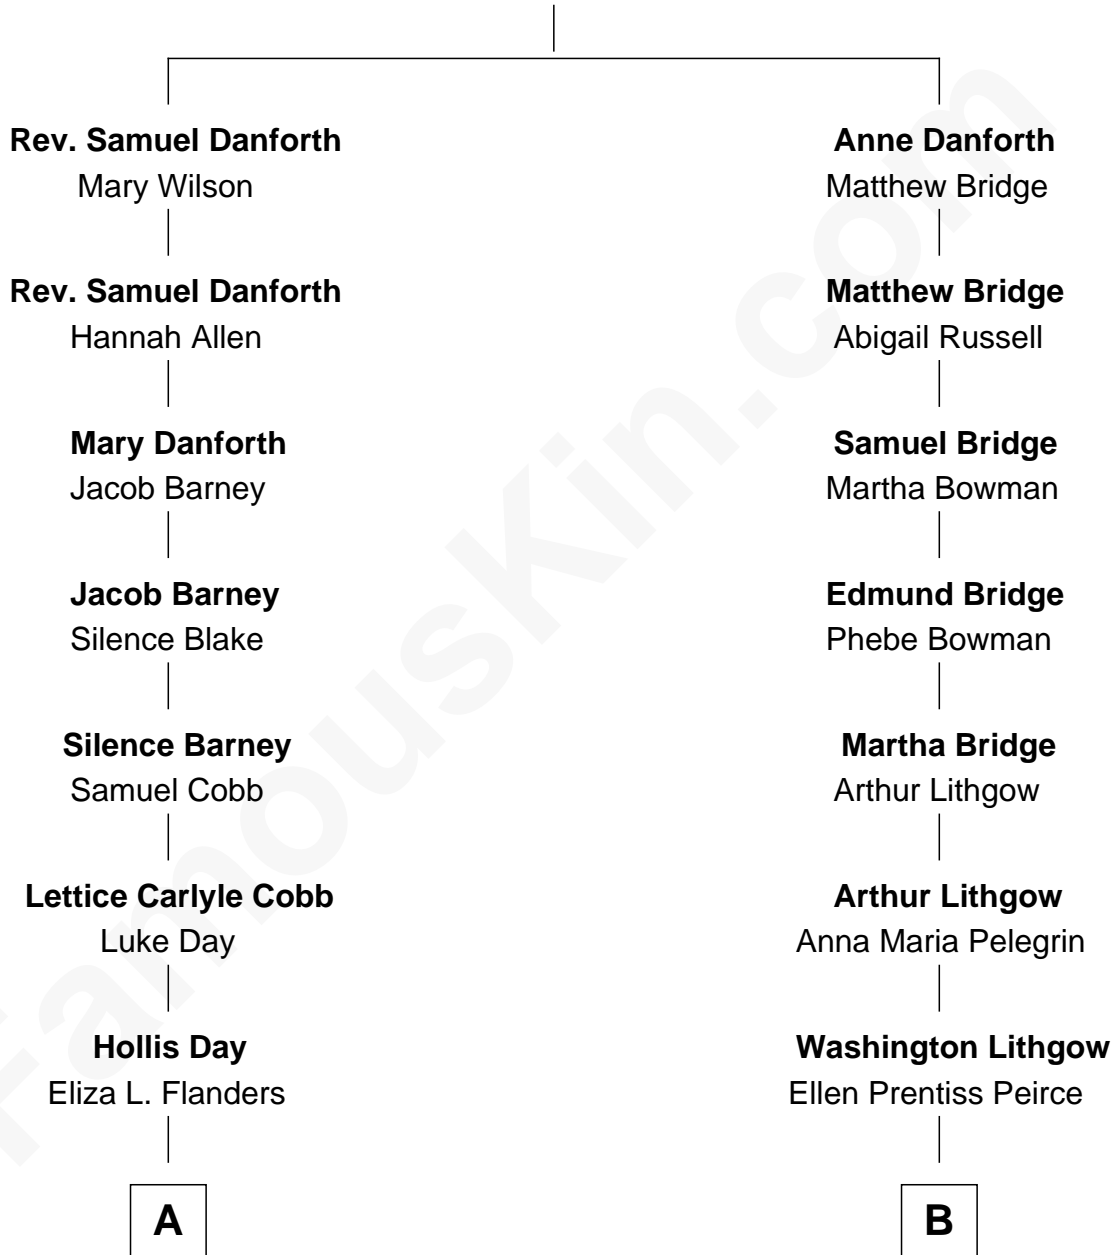 Rev. Samuel Danforth
Mary Wilson
Rev. Samuel Danforth
Hannah Allen
Mary Danforth
Jacob Barney
Jacob Barney
Silence Blake
Silence Barney
Samuel Cobb
Lettice Carlyle Cobb
Luke Day
Hollis Day
Eliza L. Flanders
A
Anne Danforth
Matthew Bridge
Matthew Bridge
Abigail Russell
Samuel Bridge
Martha Bowman
Edmund Bridge
Phebe Bowman
Martha Bridge
Arthur Lithgow
Arthur Lithgow
Anna Maria Pelegrin
Washington Lithgow
Ellen Prentiss Peirce
B
FamousKin.com